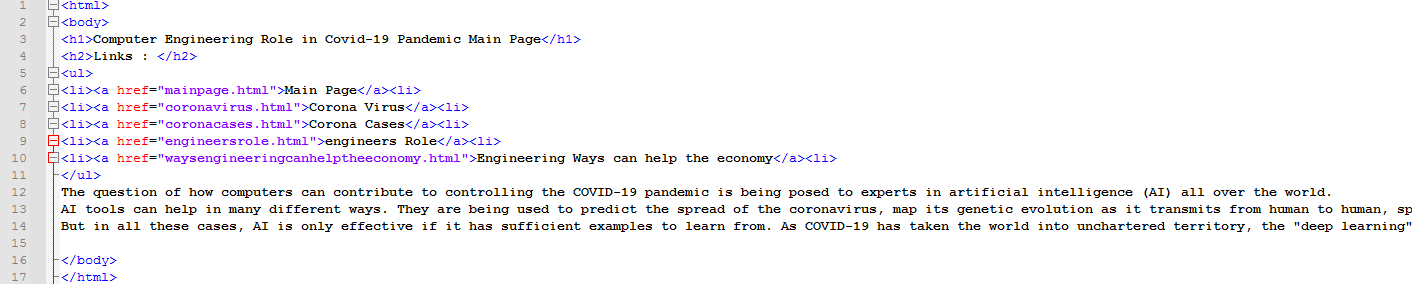 1 <html>
2 <body>
3 <h1>Computer Engineering Role in Covid-19 Pandemic Main Page</h1>
4 <h2>Links : </h2>
5 <ul>
6 <li><a href="mainpage.html">Main Page</a><li>
7 <li><a href="coronavirus.html">Corona Virus</a><li>
8 <li><a href="coronacases.html">Corona Cases</a><li>
9 <li><a href="engineersrole.html">engineers Role</a><li>
10 <li><a href="waysengineeringcanhelptheeconomy.html">Engineering Ways can help the economy</a><li>
11 </ul>
12 The question of how computers can contribute to controlling the COVID-19 pandemic is being posed to experts in artificial intelligence (AI) all over the world.
13 AI tools can help in many different ways. They are being used to predict the spread of the coronavirus, map its genetic evolution as it transmits from human to human, sp
14 But in all these cases, AI is only effective if it has sufficient examples to learn from. As COVID-19 has taken the world into unchartered territory, the "deep learning"
15
16 </body>
17 </html>